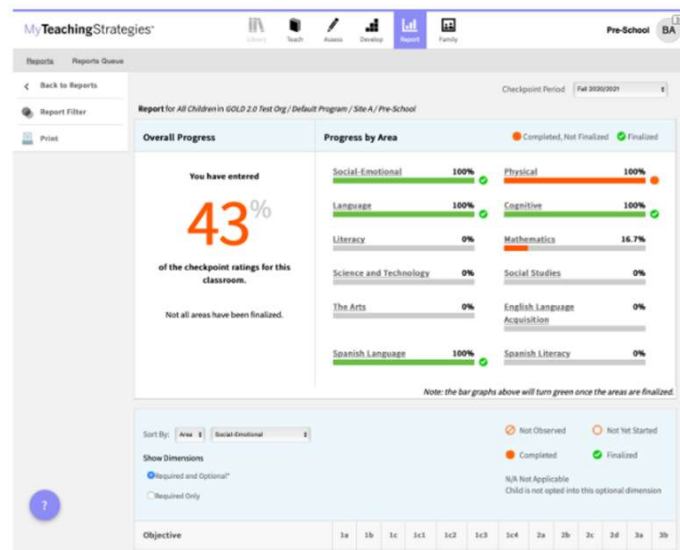 MyTeachingStrategies
Library Teach Assess Develop Report Family
Pre-School BA
Reports Reports Queue
Back to Reports
Report Filter
Print
Checkpoint Period Fall 2020/2021
Report for All Children in GOLD 2.0 Test Org / Default Program / Site A / Pre-School
Overall Progress
You have entered
43%
of the checkpoint ratings for this
classroom.
Not all areas have been finalized.
Progress by Area
Completed, Not Finalized Finalized
Social-Emotional 100% Physical 100%
Language 100% Cognitive 100%
Literacy 0% Mathematics 16.7%
Science and Technology 0% Social Studies 0%
The Arts 0% English Language 0%
Acquisition
Spanish Language 100% Spanish Literacy 0%
Note: the bar graphs above will turn green once the areas are finalized.
Sort By: Area Social-Emotional
Show Dimensions
Required and Optional*
Required Only
Not Observed Not Yet Started
Completed Finalized
N/A Not Applicable
Child is not opted into this optional dimension
?
Objective 1a 1b 1c 1c1 1c2 1c3 1c4 2a 2b 2c 2d 3a 3b